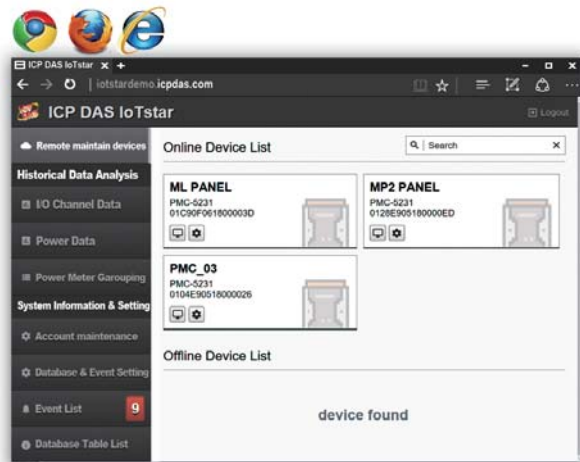 ICP DAS IoTstar x +
iotstardemo.icpdas.com
ICP DAS IoTstar
Logout
Remote maintain devices
Historical Data Analysis
I/O Channel Data
Power Data
Power Meter Garouping
System Information & Setting
Account maintenance
Database & Event Setting
Event List 9
Database Table List
Online Device List
Search x
ML PANEL
PMC-5231
01C90F061800003D
MP2 PANEL
PMC-5231
0128E905180000ED
PMC_03
PMC-5231
0104E90518000026
Offline Device List
device found